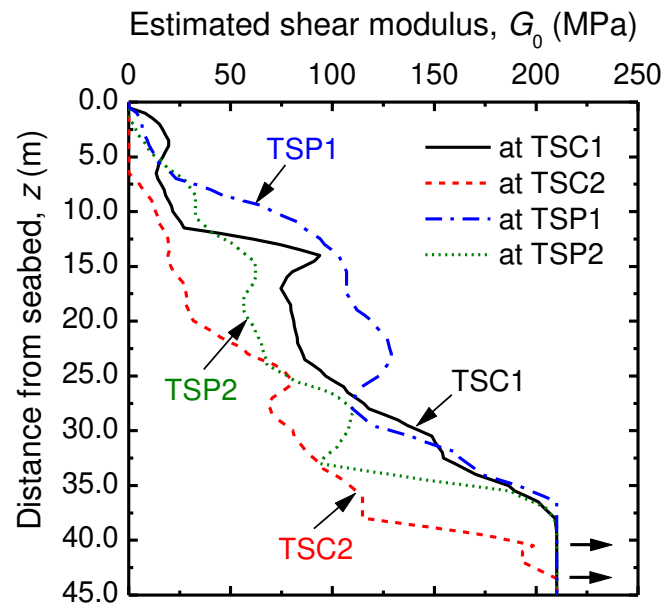 Estimated shear modulus, G0 (MPa)
0 50 100 150 200 250
Distance from seabed, z (m)
0.0
5.0
10.0
15.0
20.0
25.0
30.0
35.0
40.0
45.0
at TSC1
at TSC2
at TSP1
at TSP2
TSP1
TSP2
TSC1
TSC2